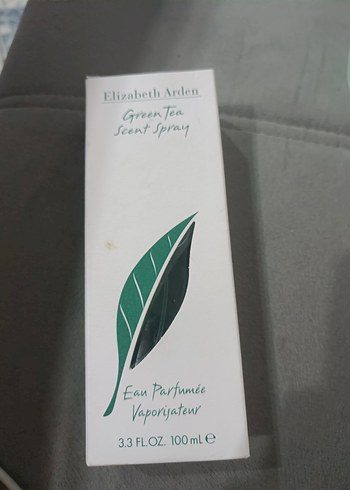 Elizabeth Arden
Green Tea
Scent Spray
Eau Parfumée
Vaporisateur
3.3 FL.OZ. 100 mL ℮